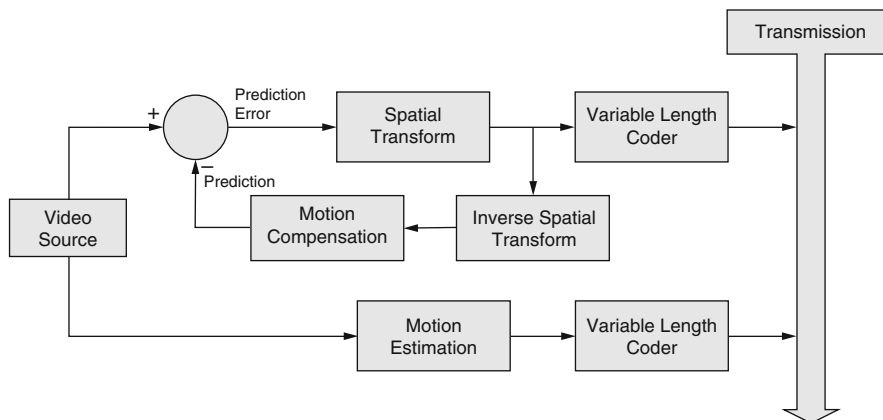 Transmission
Prediction
Error
+
Spatial
Transform
Variable Length
Coder
−
Prediction
Video
Source
Motion
Compensation
Inverse Spatial
Transform
Motion
Estimation
Variable Length
Coder